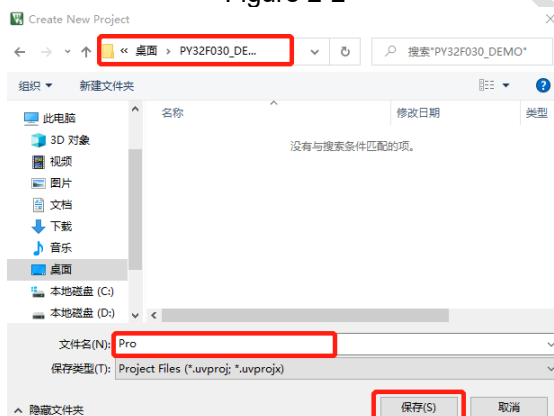 Create New Project
« 桌面 › PY32F030_DE...
搜索"PY32F030_DEMO"
组织
新建文件夹
此电脑
3D 对象
视频
图片
文档
下载
音乐
桌面
本地磁盘 (C:)
本地磁盘 (D:)
名称
修改日期
类型
没有与搜索条件匹配的项。
文件名(N): Pro
保存类型(T): Project Files (*.uvproj; *.uvprojx)
隐藏文件夹
保存(S)
取消